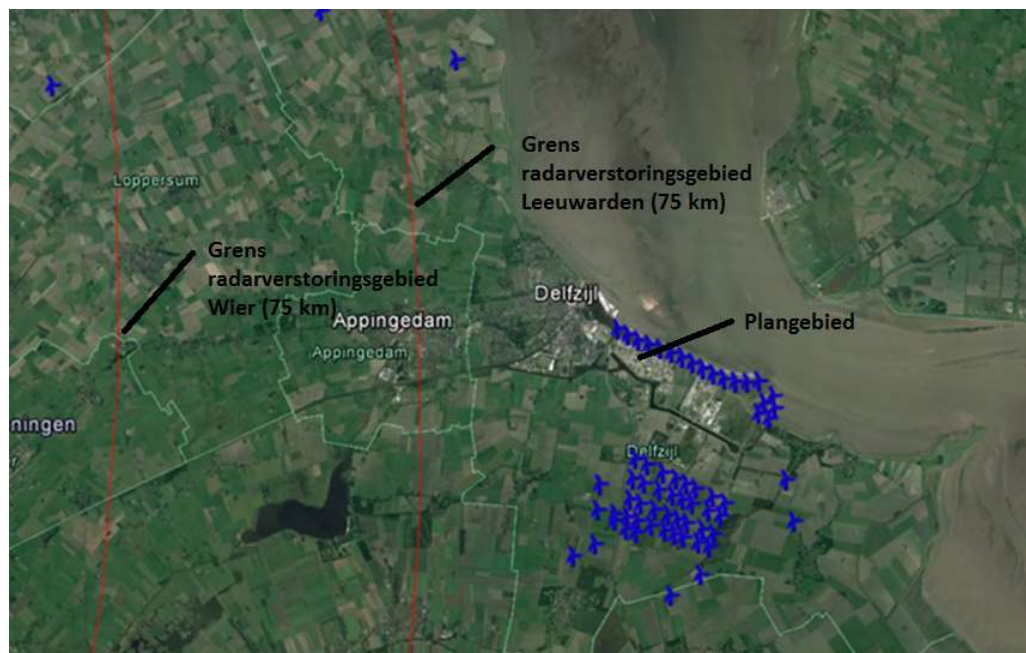 Grens
radarverstoringsgebied
Leeuwarden (75 km)
Loppersum
Grens
radarverstoringsgebied
Wier (75 km)
Delfzijl
Appingedam
Plangebied
Appingedam
ningen
Delfzijl